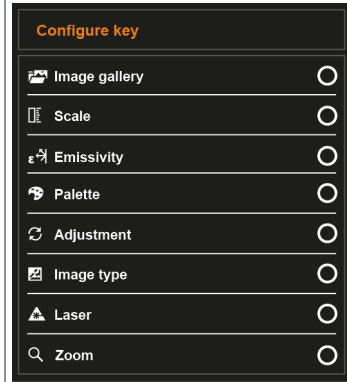 Configure key
Image gallery
Scale
ε Emissivity
Palette
Adjustment
Image type
Laser
Zoom